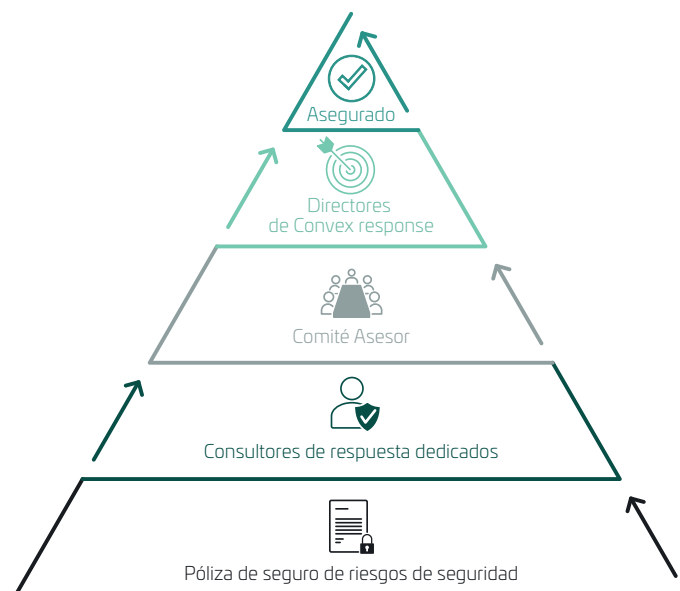 Asegurado
Directores
de Convex response
Comité Asesor
Consultores de respuesta dedicados
Póliza de seguro de riesgos de seguridad